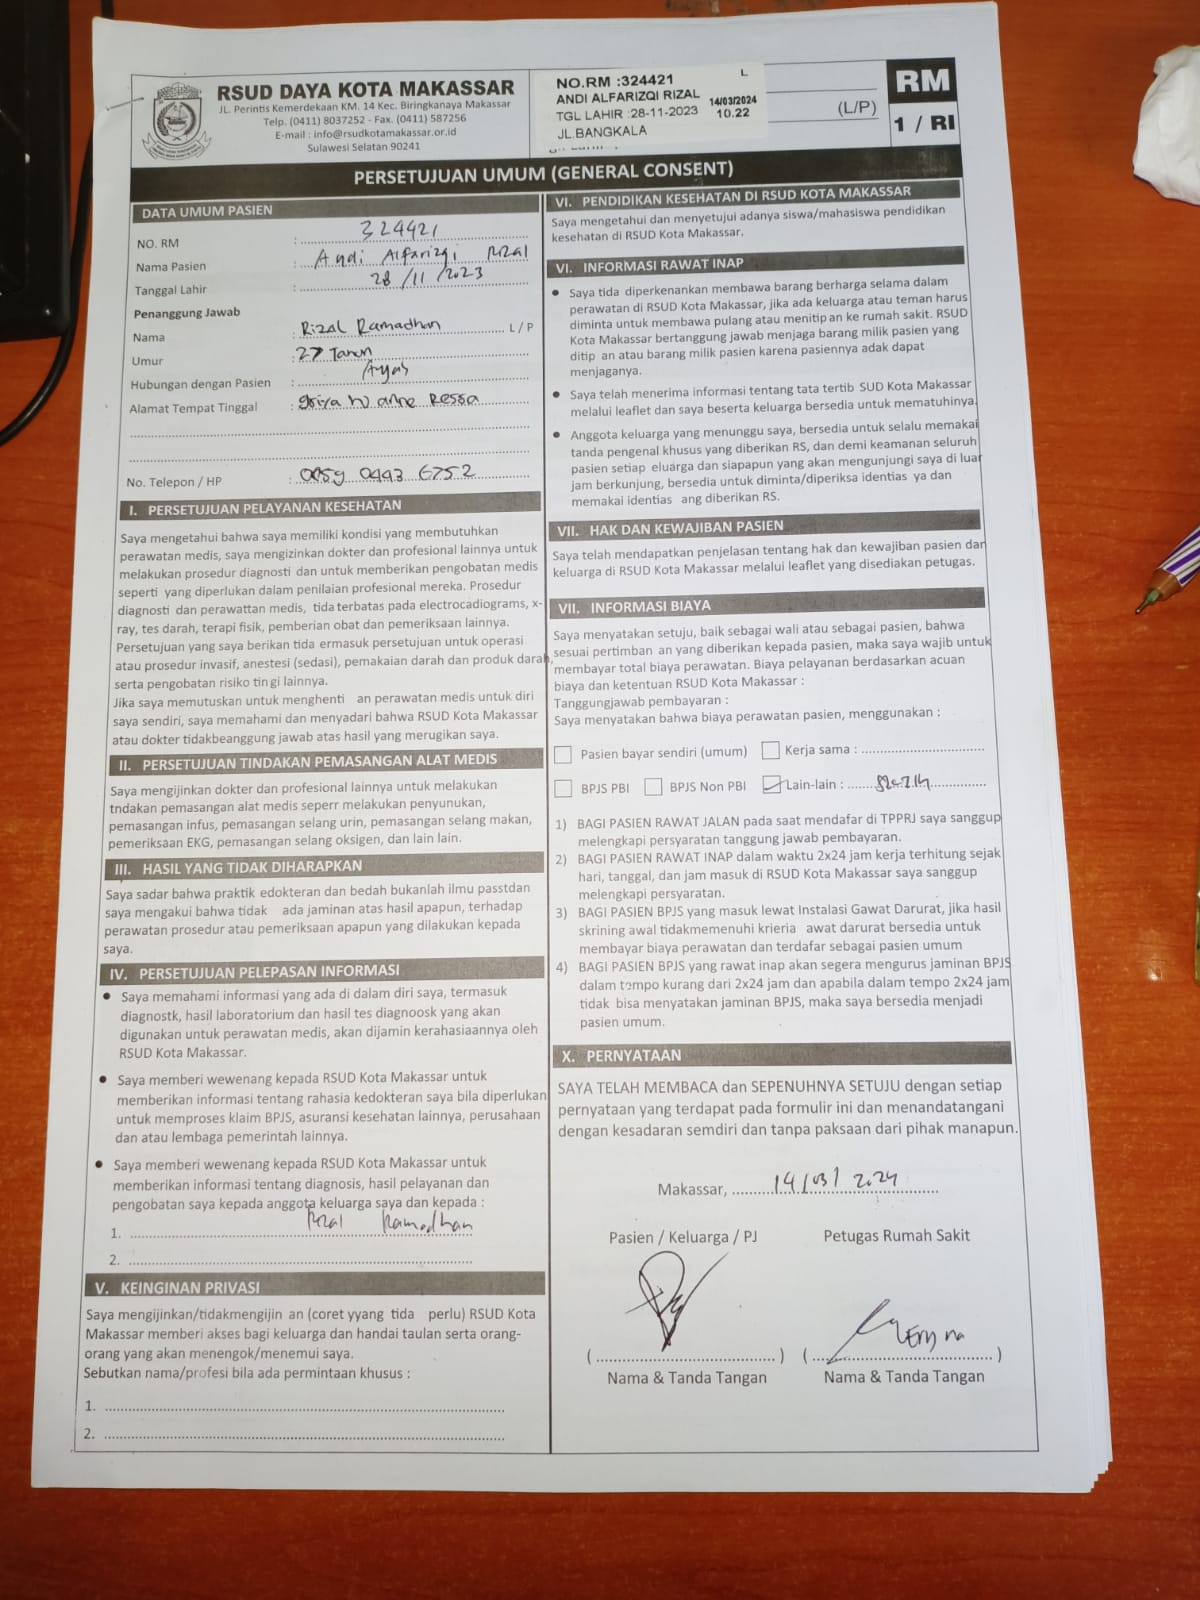 RSUD DAYA KOTA MAKASSAR
JL. Perintis Kemerdekaan KM. 14 Kec. Biringkanaya Makassar
Telp. (0411) 8037252 - Fax. (0411) 587256
E-mail : info@rsudkotamakassar.or.id
Sulawesi Selatan 90241
NO.RM :324421 L
ANDI ALFARIZQI RIZAL 14/03/2024
TGL LAHIR :28-11-2023 10.22
JL.BANGKALA
(L/P)
RM
1 / RI
PERSETUJUAN UMUM (GENERAL CONSENT)
DATA UMUM PASIEN
NO. RM : 324421
Nama Pasien : Andi Alfarizqi Rizal
Tanggal Lahir : 28/11/2023
Penanggung Jawab
Nama : Rizal Ramadhan L / P
Umur : 27 Tahun
Hubungan dengan Pasien : Ayah
Alamat Tempat Tinggal :
No. Telepon / HP : 0859 0443 6752
I. PERSETUJUAN PELAYANAN KESEHATAN
Saya mengetahui bahwa saya memiliki kondisi yang membutuhkan
perawatan medis, saya mengizinkan dokter dan profesional lainnya untuk
melakukan prosedur diagnosti dan untuk memberikan pengobatan medis
seperti yang diperlukan dalam penilaian profesional mereka. Prosedur
diagnosti dan perawattan medis, tida terbatas pada electrocadiograms, x-
ray, tes darah, terapi fisik, pemberian obat dan pemeriksaan lainnya.
Persetujuan yang saya berikan tida ermasuk persetujuan untuk operasi
atau prosedur invasif, anestesi (sedasi), pemakaian darah dan produk darah,
serta pengobatan risiko tin gi lainnya.
Jika saya memutuskan untuk menghenti an perawatan medis untuk diri
saya sendiri, saya memahami dan menyadari bahwa RSUD Kota Makassar
atau dokter tidakbeanggung jawab atas hasil yang merugikan saya.
II. PERSETUJUAN TINDAKAN PEMASANGAN ALAT MEDIS
Saya mengijinkan dokter dan profesional lainnya untuk melakukan
tndakan pemasangan alat medis seperr melakukan penyunukan,
pemasangan infus, pemasangan selang urin, pemasangan selang makan,
pemeriksaan EKG, pemasangan selang oksigen, dan lain lain.
III. HASIL YANG TIDAK DIHARAPKAN
Saya sadar bahwa praktik edokteran dan bedah bukanlah ilmu passtdan
saya mengakui bahwa tidak ada jaminan atas hasil apapun, terhadap
perawatan prosedur atau pemeriksaan apapun yang dilakukan kepada
saya.
IV. PERSETUJUAN PELEPASAN INFORMASI
• Saya memahami informasi yang ada di dalam diri saya, termasuk
diagnostk, hasil laboratorium dan hasil tes diagnoosk yang akan
digunakan untuk perawatan medis, akan dijamin kerahasiaannya oleh
RSUD Kota Makassar.
• Saya memberi wewenang kepada RSUD Kota Makassar untuk
memberikan informasi tentang rahasia kedokteran saya bila diperlukan
untuk memproses klaim BPJS, asuransi kesehatan lainnya, perusahaan
dan atau lembaga pemerintah lainnya.
• Saya memberi wewenang kepada RSUD Kota Makassar untuk
memberikan informasi tentang diagnosis, hasil pelayanan dan
pengobatan saya kepada anggota keluarga saya dan kepada :
1. Rizal Ramadhan
2.
V. KEINGINAN PRIVASI
Saya mengijinkan/tidakmengijin an (coret yyang tida perlu) RSUD Kota
Makassar memberi akses bagi keluarga dan handai taulan serta orang-
orang yang akan menengok/menemui saya.
Sebutkan nama/profesi bila ada permintaan khusus :
1.
2.
VI. PENDIDIKAN KESEHATAN DI RSUD KOTA MAKASSAR
Saya mengetahui dan menyetujui adanya siswa/mahasiswa pendidikan
kesehatan di RSUD Kota Makassar.
VI. INFORMASI RAWAT INAP
• Saya tida diperkenankan membawa barang berharga selama dalam
perawatan di RSUD Kota Makassar, jika ada keluarga atau teman harus
diminta untuk membawa pulang atau menitip an ke rumah sakit. RSUD
Kota Makassar bertanggung jawab menjaga barang milik pasien yang
ditip an atau barang milik pasien karena pasiennya adak dapat
menjaganya.
• Saya telah menerima informasi tentang tata tertib SUD Kota Makassar
melalui leaflet dan saya beserta keluarga bersedia untuk mematuhinya.
• Anggota keluarga yang menunggu saya, bersedia untuk selalu memakai
tanda pengenal khusus yang diberikan RS, dan demi keamanan seluruh
pasien setiap eluarga dan siapapun yang akan mengunjungi saya di luar
jam berkunjung, bersedia untuk diminta/diperiksa identias ya dan
memakai identias ang diberikan RS.
VII. HAK DAN KEWAJIBAN PASIEN
Saya telah mendapatkan penjelasan tentang hak dan kewajiban pasien dan
keluarga di RSUD Kota Makassar melalui leaflet yang disediakan petugas.
VII. INFORMASI BIAYA
Saya menyatakan setuju, baik sebagai wali atau sebagai pasien, bahwa
sesuai pertimban an yang diberikan kepada pasien, maka saya wajib untuk
membayar total biaya perawatan. Biaya pelayanan berdasarkan acuan
biaya dan ketentuan RSUD Kota Makassar :
Tanggungjawab pembayaran :
Saya menyatakan bahwa biaya perawatan pasien, menggunakan :
Pasien bayar sendiri (umum) Kerja sama :
BPJS PBI BPJS Non PBI Lain-lain :
1) BAGI PASIEN RAWAT JALAN pada saat mendafar di TPPRJ saya sanggup
melengkapi persyaratan tanggung jawab pembayaran.
2) BAGI PASIEN RAWAT INAP dalam waktu 2x24 jam kerja terhitung sejak
hari, tanggal, dan jam masuk di RSUD Kota Makassar saya sanggup
melengkapi persyaratan.
3) BAGI PASIEN BPJS yang masuk lewat Instalasi Gawat Darurat, jika hasil
skrining awal tidakmemenuhi krieria awat darurat bersedia untuk
membayar biaya perawatan dan terdafar sebagai pasien umum
4) BAGI PASIEN BPJS yang rawat inap akan segera mengurus jaminan BPJS
dalam tempo kurang dari 2x24 jam dan apabila dalam tempo 2x24 jam
tidak bisa menyatakan jaminan BPJS, maka saya bersedia menjadi
pasien umum.
X. PERNYATAAN
SAYA TELAH MEMBACA dan SEPENUHNYA SETUJU dengan setiap
pernyataan yang terdapat pada formulir ini dan menandatangani
dengan kesadaran semdiri dan tanpa paksaan dari pihak manapun.
Makassar, 14/03/2024
Pasien / Keluarga / PJ Petugas Rumah Sakit
Nama & Tanda Tangan Nama & Tanda Tangan